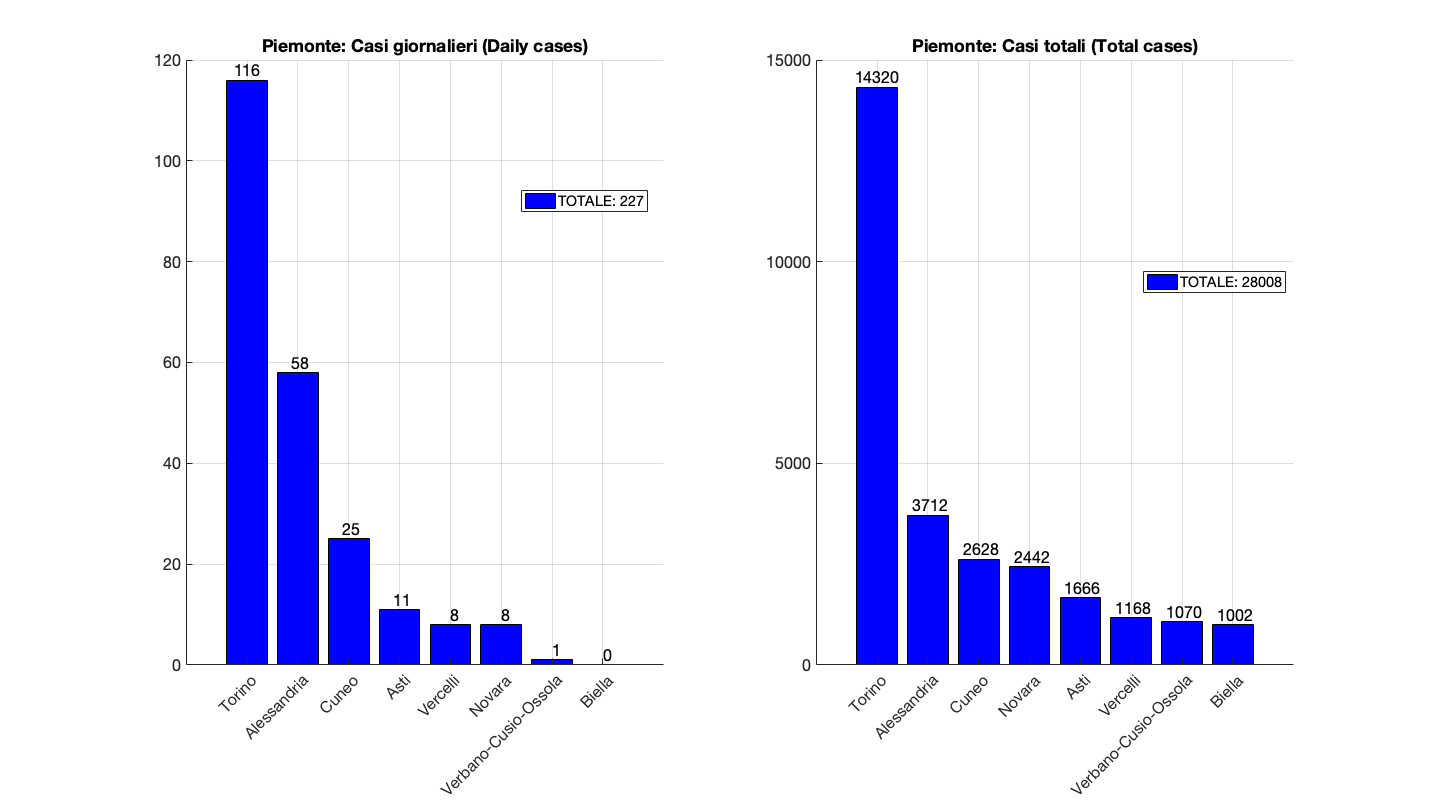 Piemonte: Casi giornalieri (Daily cases)
120
100
80
60
40
20
0
116
58
25
11
8
8
1
0
TOTALE: 227
Torino
Alessandria
Cuneo
Asti
Vercelli
Novara
Verbano-Cusio-Ossola
Biella
Piemonte: Casi totali (Total cases)
15000
10000
5000
0
14320
3712
2628
2442
1666
1168
1070
1002
TOTALE: 28008
Torino
Alessandria
Cuneo
Novara
Asti
Vercelli
Verbano-Cusio-Ossola
Biella